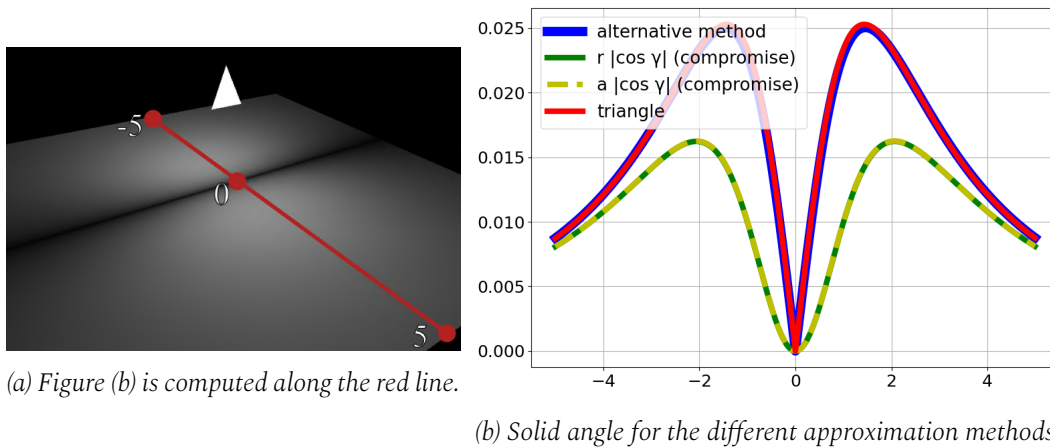 -5
0
5
(a) Figure (b) is computed along the red line.
0.025
0.020
0.015
0.010
0.005
0.000
alternative method
r |cos γ| (compromise)
a |cos γ| (compromise)
triangle
−4 −2 0 2 4
(b) Solid angle for the different approximation methods